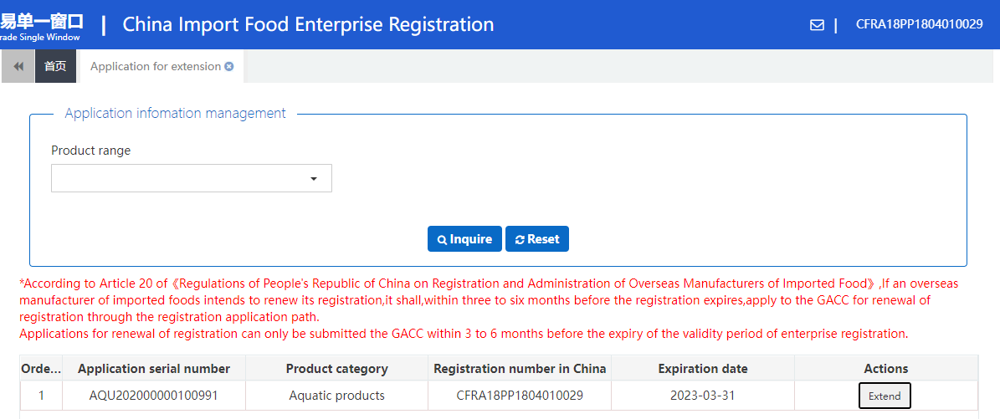 易单一窗口 | China Import Food Enterprise Registration CFRA18PP1804010029
rade Single Window
首页 Application for extension
Application infomation management
Product range
Inquire Reset
*According to Article 20 of《Regulations of People's Republic of China on Registration and Administration of Overseas Manufacturers of Imported Food》,If an overseas
manufacturer of imported foods intends to renew its registration,it shall,within three to six months before the registration expires,apply to the GACC for renewal of
registration through the registration application path.
Applications for renewal of registration can only be submitted the GACC within 3 to 6 months before the expiry of the validity period of enterprise registration.
Orde... Application serial number Product category Registration number in China Expiration date Actions
1 AQU202000000100991 Aquatic products CFRA18PP1804010029 2023-03-31 Extend